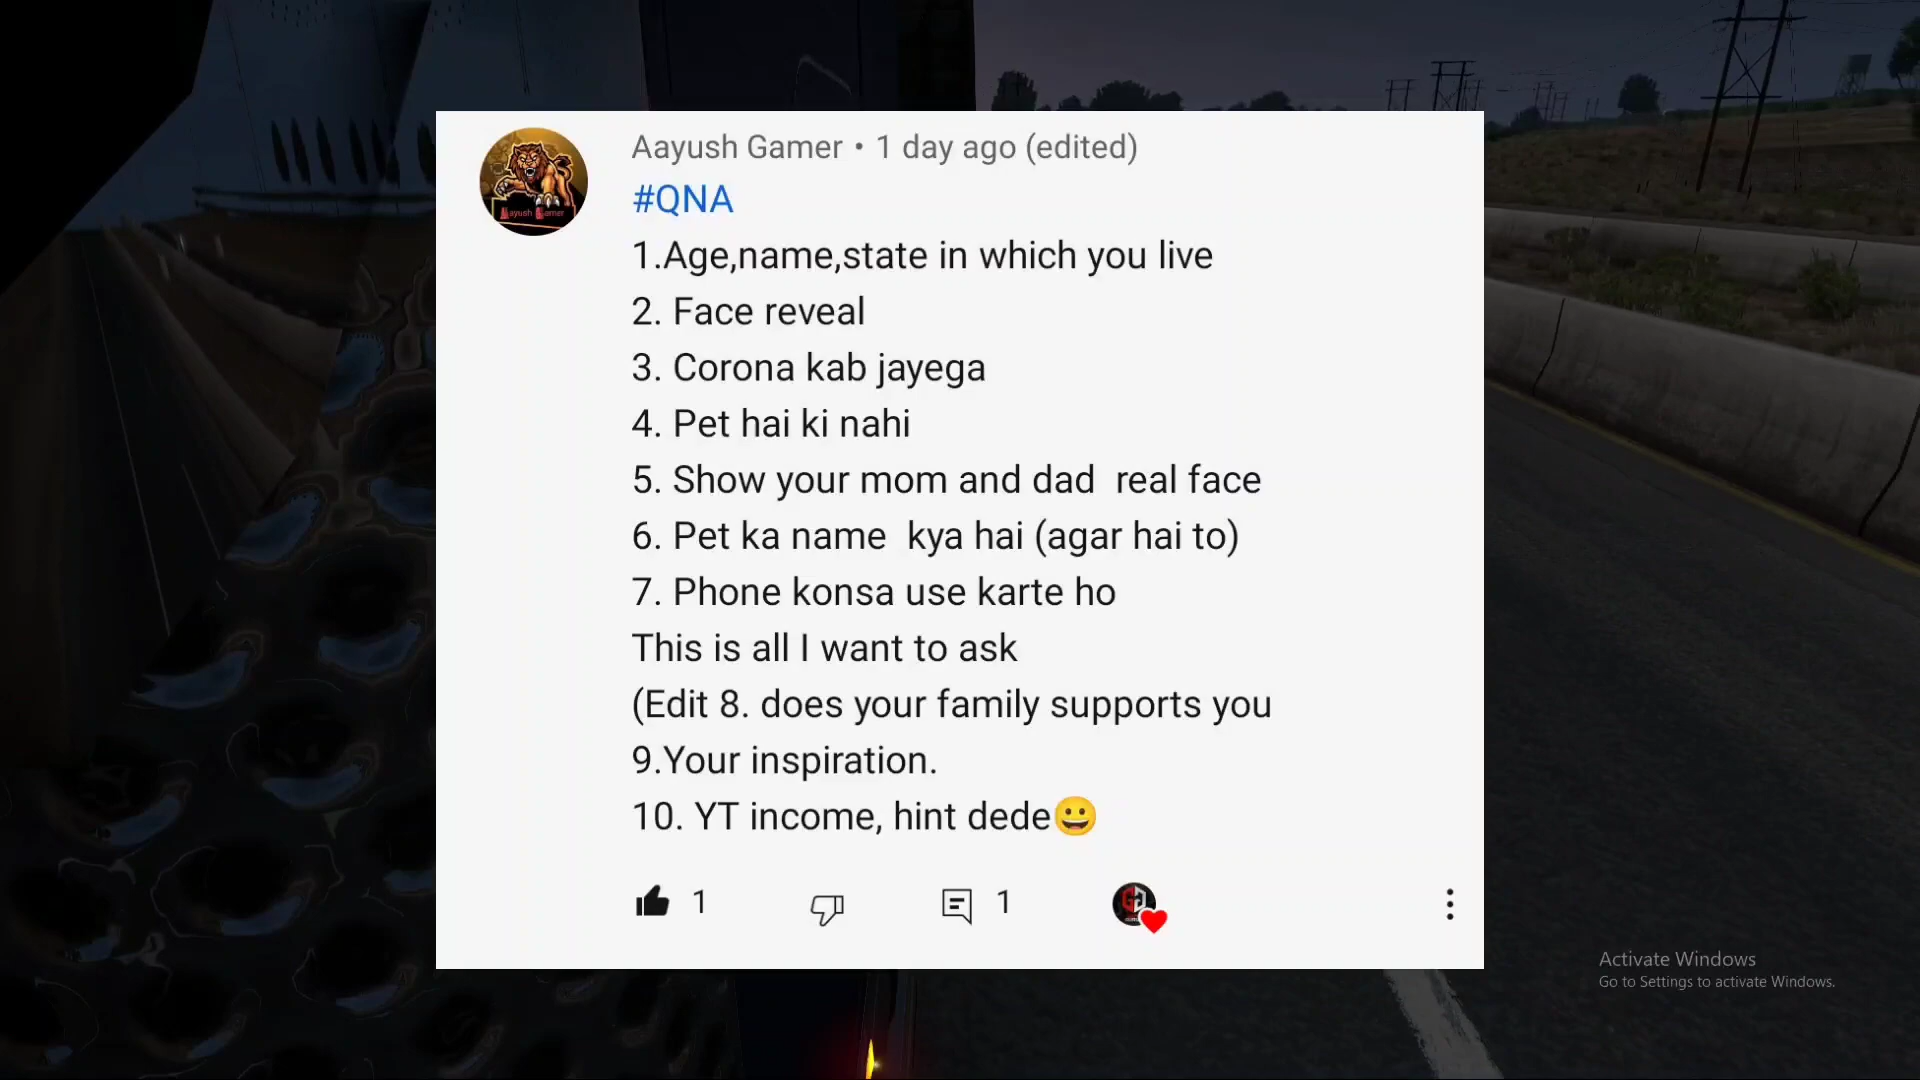 Aayush Gamer • 1 day ago (edited)
#QNA
1.Age,name,state in which you live
2. Face reveal
3. Corona kab jayega
4. Pet hai ki nahi
5. Show your mom and dad  real face
6. Pet ka name  kya hai (agar hai to)
7. Phone konsa use karte ho
This is all I want to ask
(Edit 8. does your family supports you
9.Your inspiration.
10. YT income, hint dede😀
1 1
Aayush Gamer
GG
Activate Windows
Go to Settings to activate Windows.